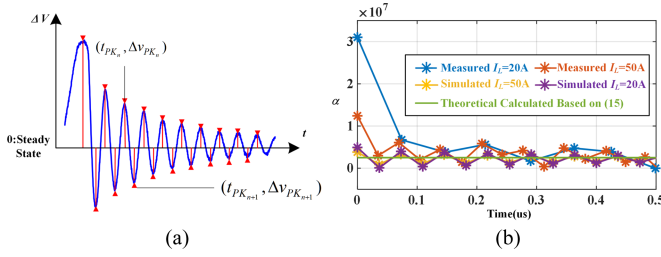 ΔV
(t_{PK_n}, Δv_{PK_n})
0:Steady
State
t
(t_{PK_{n+1}}, Δv_{PK_{n+1}})
(a)
×10^7
3
2
1
0
α
Measured I_L=20A
Measured I_L=50A
Simulated I_L=50A
Simulated I_L=20A
Theoretical Calculated Based on (15)
0 0.1 0.2 0.3 0.4 0.5
Time(us)
(b)